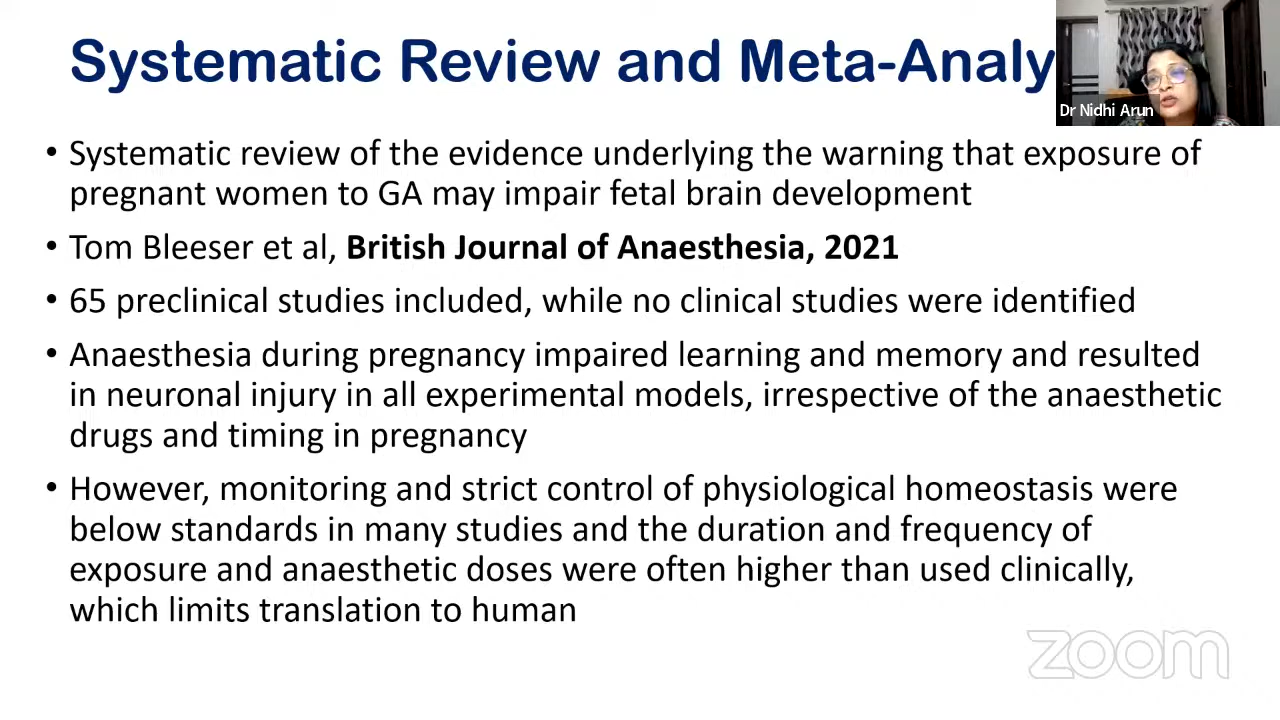 Systematic Review and Meta-Analy
Dr Nidhi Arun
• Systematic review of the evidence underlying the warning that exposure of
pregnant women to GA may impair fetal brain development
• Tom Bleeser et al, British Journal of Anaesthesia, 2021
• 65 preclinical studies included, while no clinical studies were identified
• Anaesthesia during pregnancy impaired learning and memory and resulted
in neuronal injury in all experimental models, irrespective of the anaesthetic
drugs and timing in pregnancy
• However, monitoring and strict control of physiological homeostasis were
below standards in many studies and the duration and frequency of
exposure and anaesthetic doses were often higher than used clinically,
which limits translation to human
zoom